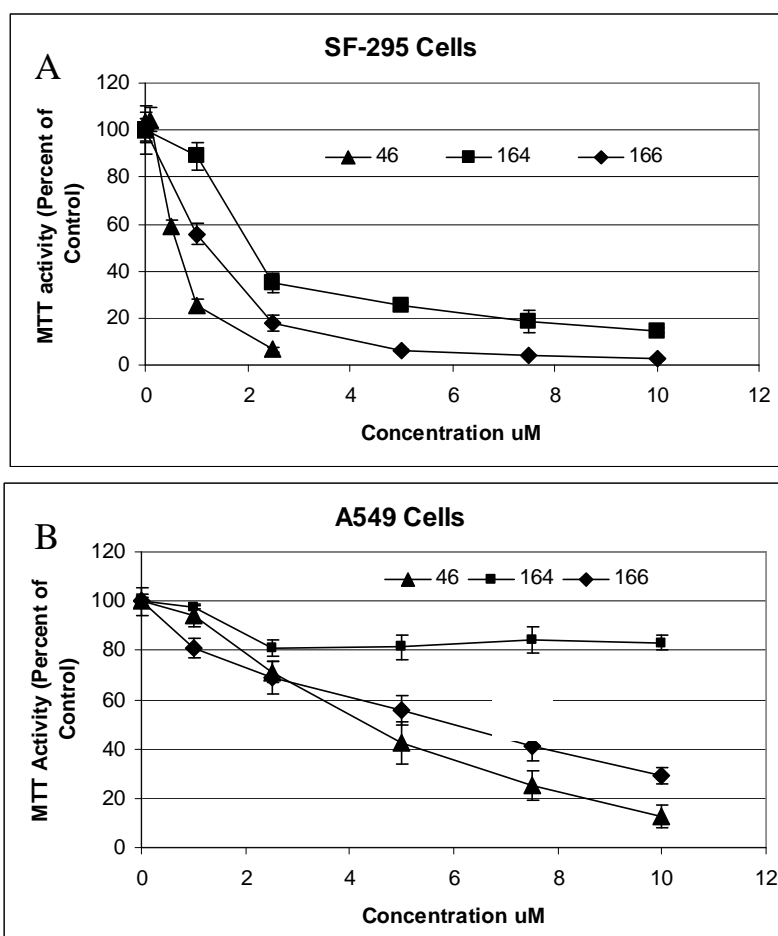 A
SF-295 Cells
120
100
80
60
40
20
0
MTT activity (Percent of
Control)
46 164 166
0 2 4 6 8 10 12
Concentration uM
B
A549 Cells
120
100
80
60
40
20
0
MTT Activity (Percent of
Control)
46 164 166
0 2 4 6 8 10 12
Concentration uM